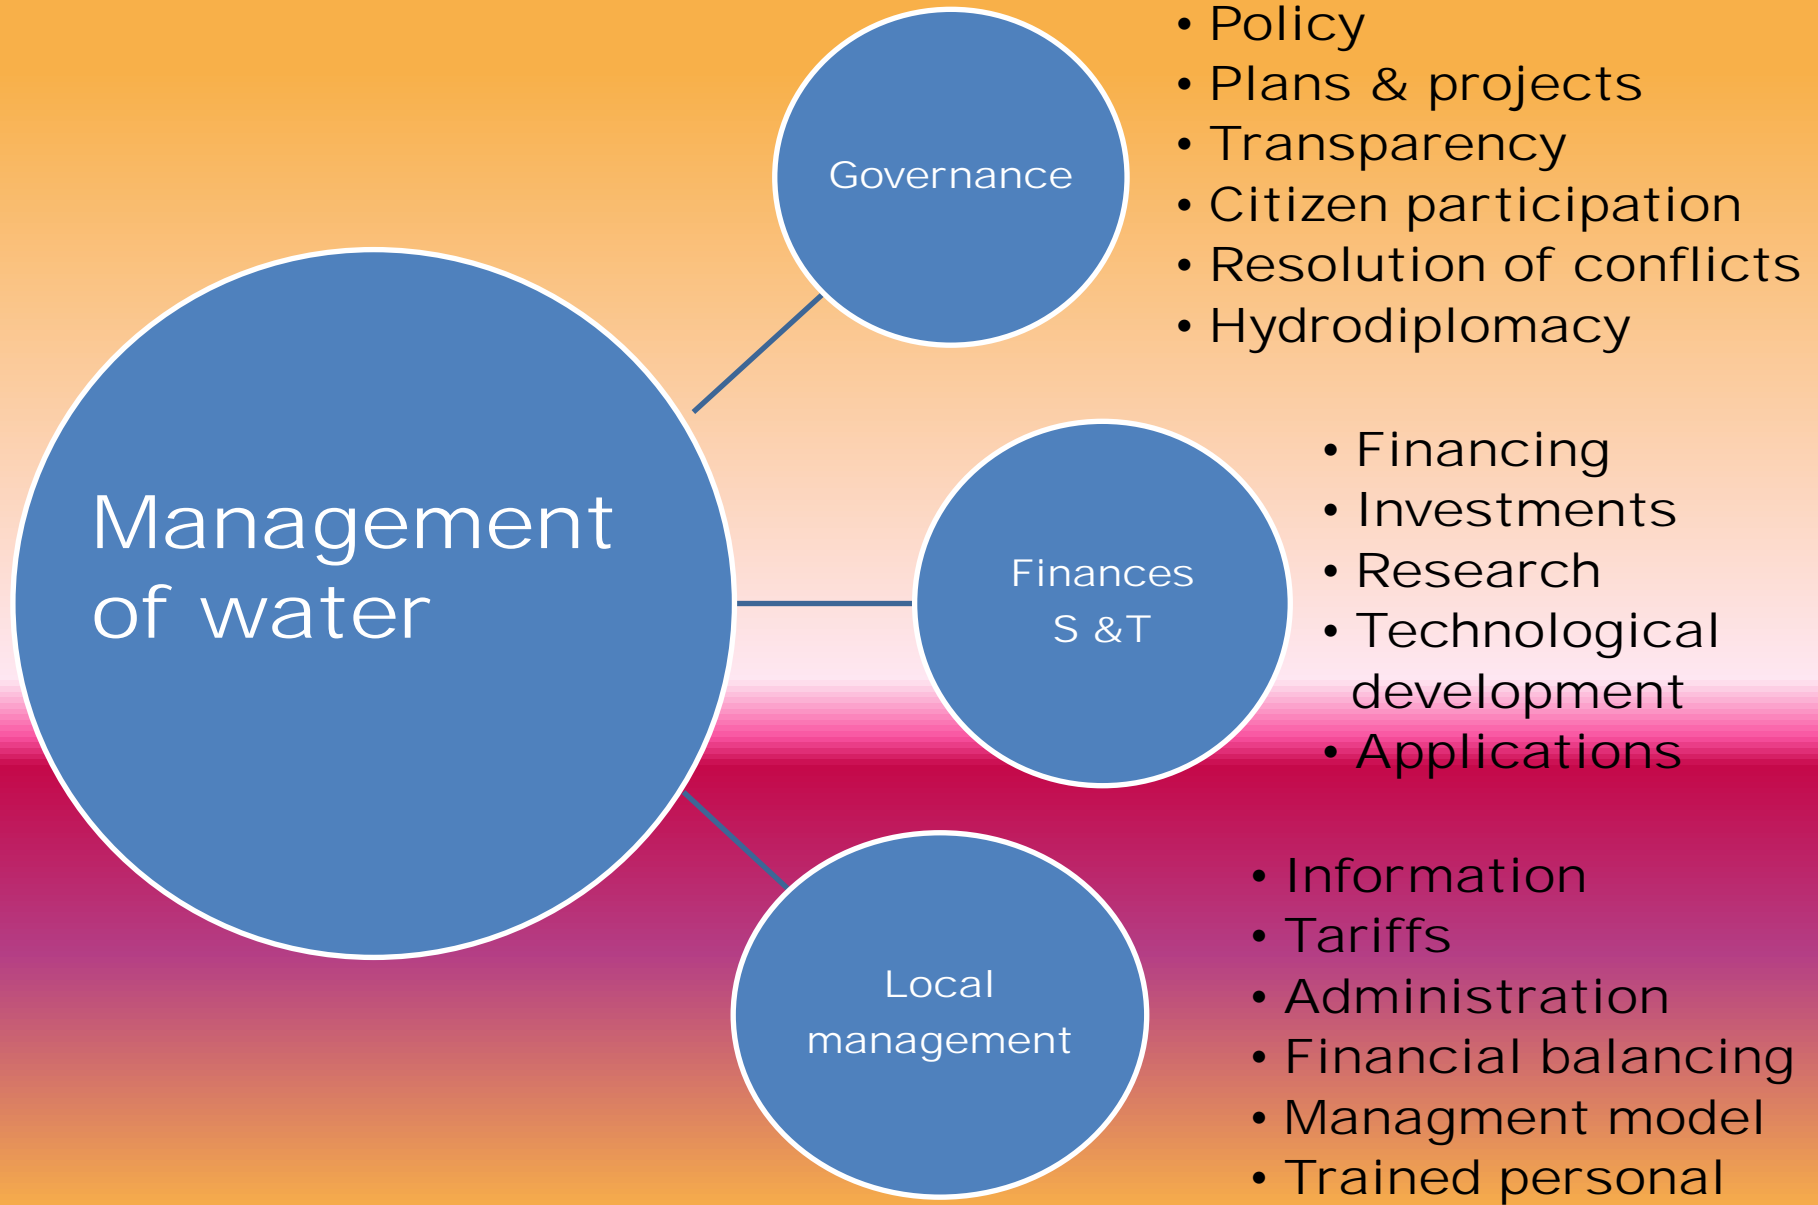 Management
of water
Governance
• Policy
• Plans & projects
• Transparency
• Citizen participation
• Resolution of conflicts
• Hydrodiplomacy
Finances
S &T
• Financing
• Investments
• Research
• Technological
development
• Applications
Local
management
• Information
• Tariffs
• Administration
• Financial balancing
• Managment model
• Trained personal